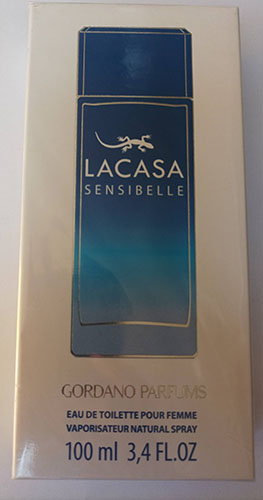 LACASA
SENSIBELLE
GORDANO PARFUMS
EAU DE TOILETTE POUR FEMME
VAPORISATEUR NATURAL SPRAY
100 ml 3,4 FL.OZ